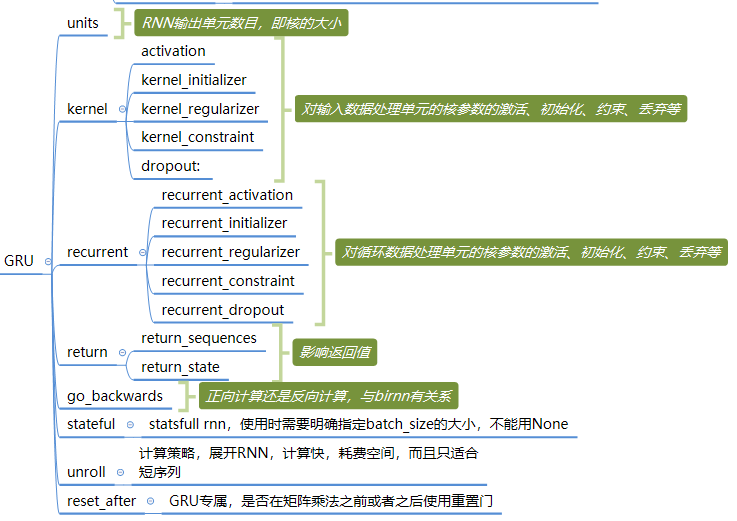 units
RNN输出单元数目，即核的大小
activation
kernel_initializer
kernel
kernel_regularizer
对输入数据处理单元的核参数的激活、初始化、约束、丢弃等
kernel_constraint
dropout:
recurrent_activation
recurrent_initializer
GRU
recurrent
recurrent_regularizer
对循环数据处理单元的核参数的激活、初始化、约束、丢弃等
recurrent_constraint
recurrent_dropout
return
return_sequences
影响返回值
return_state
go_backwards
正向计算还是反向计算，与birnn有关系
stateful
statsfull rnn，使用时需要明确指定batch_size的大小，不能用None
unroll
计算策略，展开RNN，计算快，耗费空间，而且只适合
短序列
reset_after
GRU专属，是否在矩阵乘法之前或者之后使用重置门